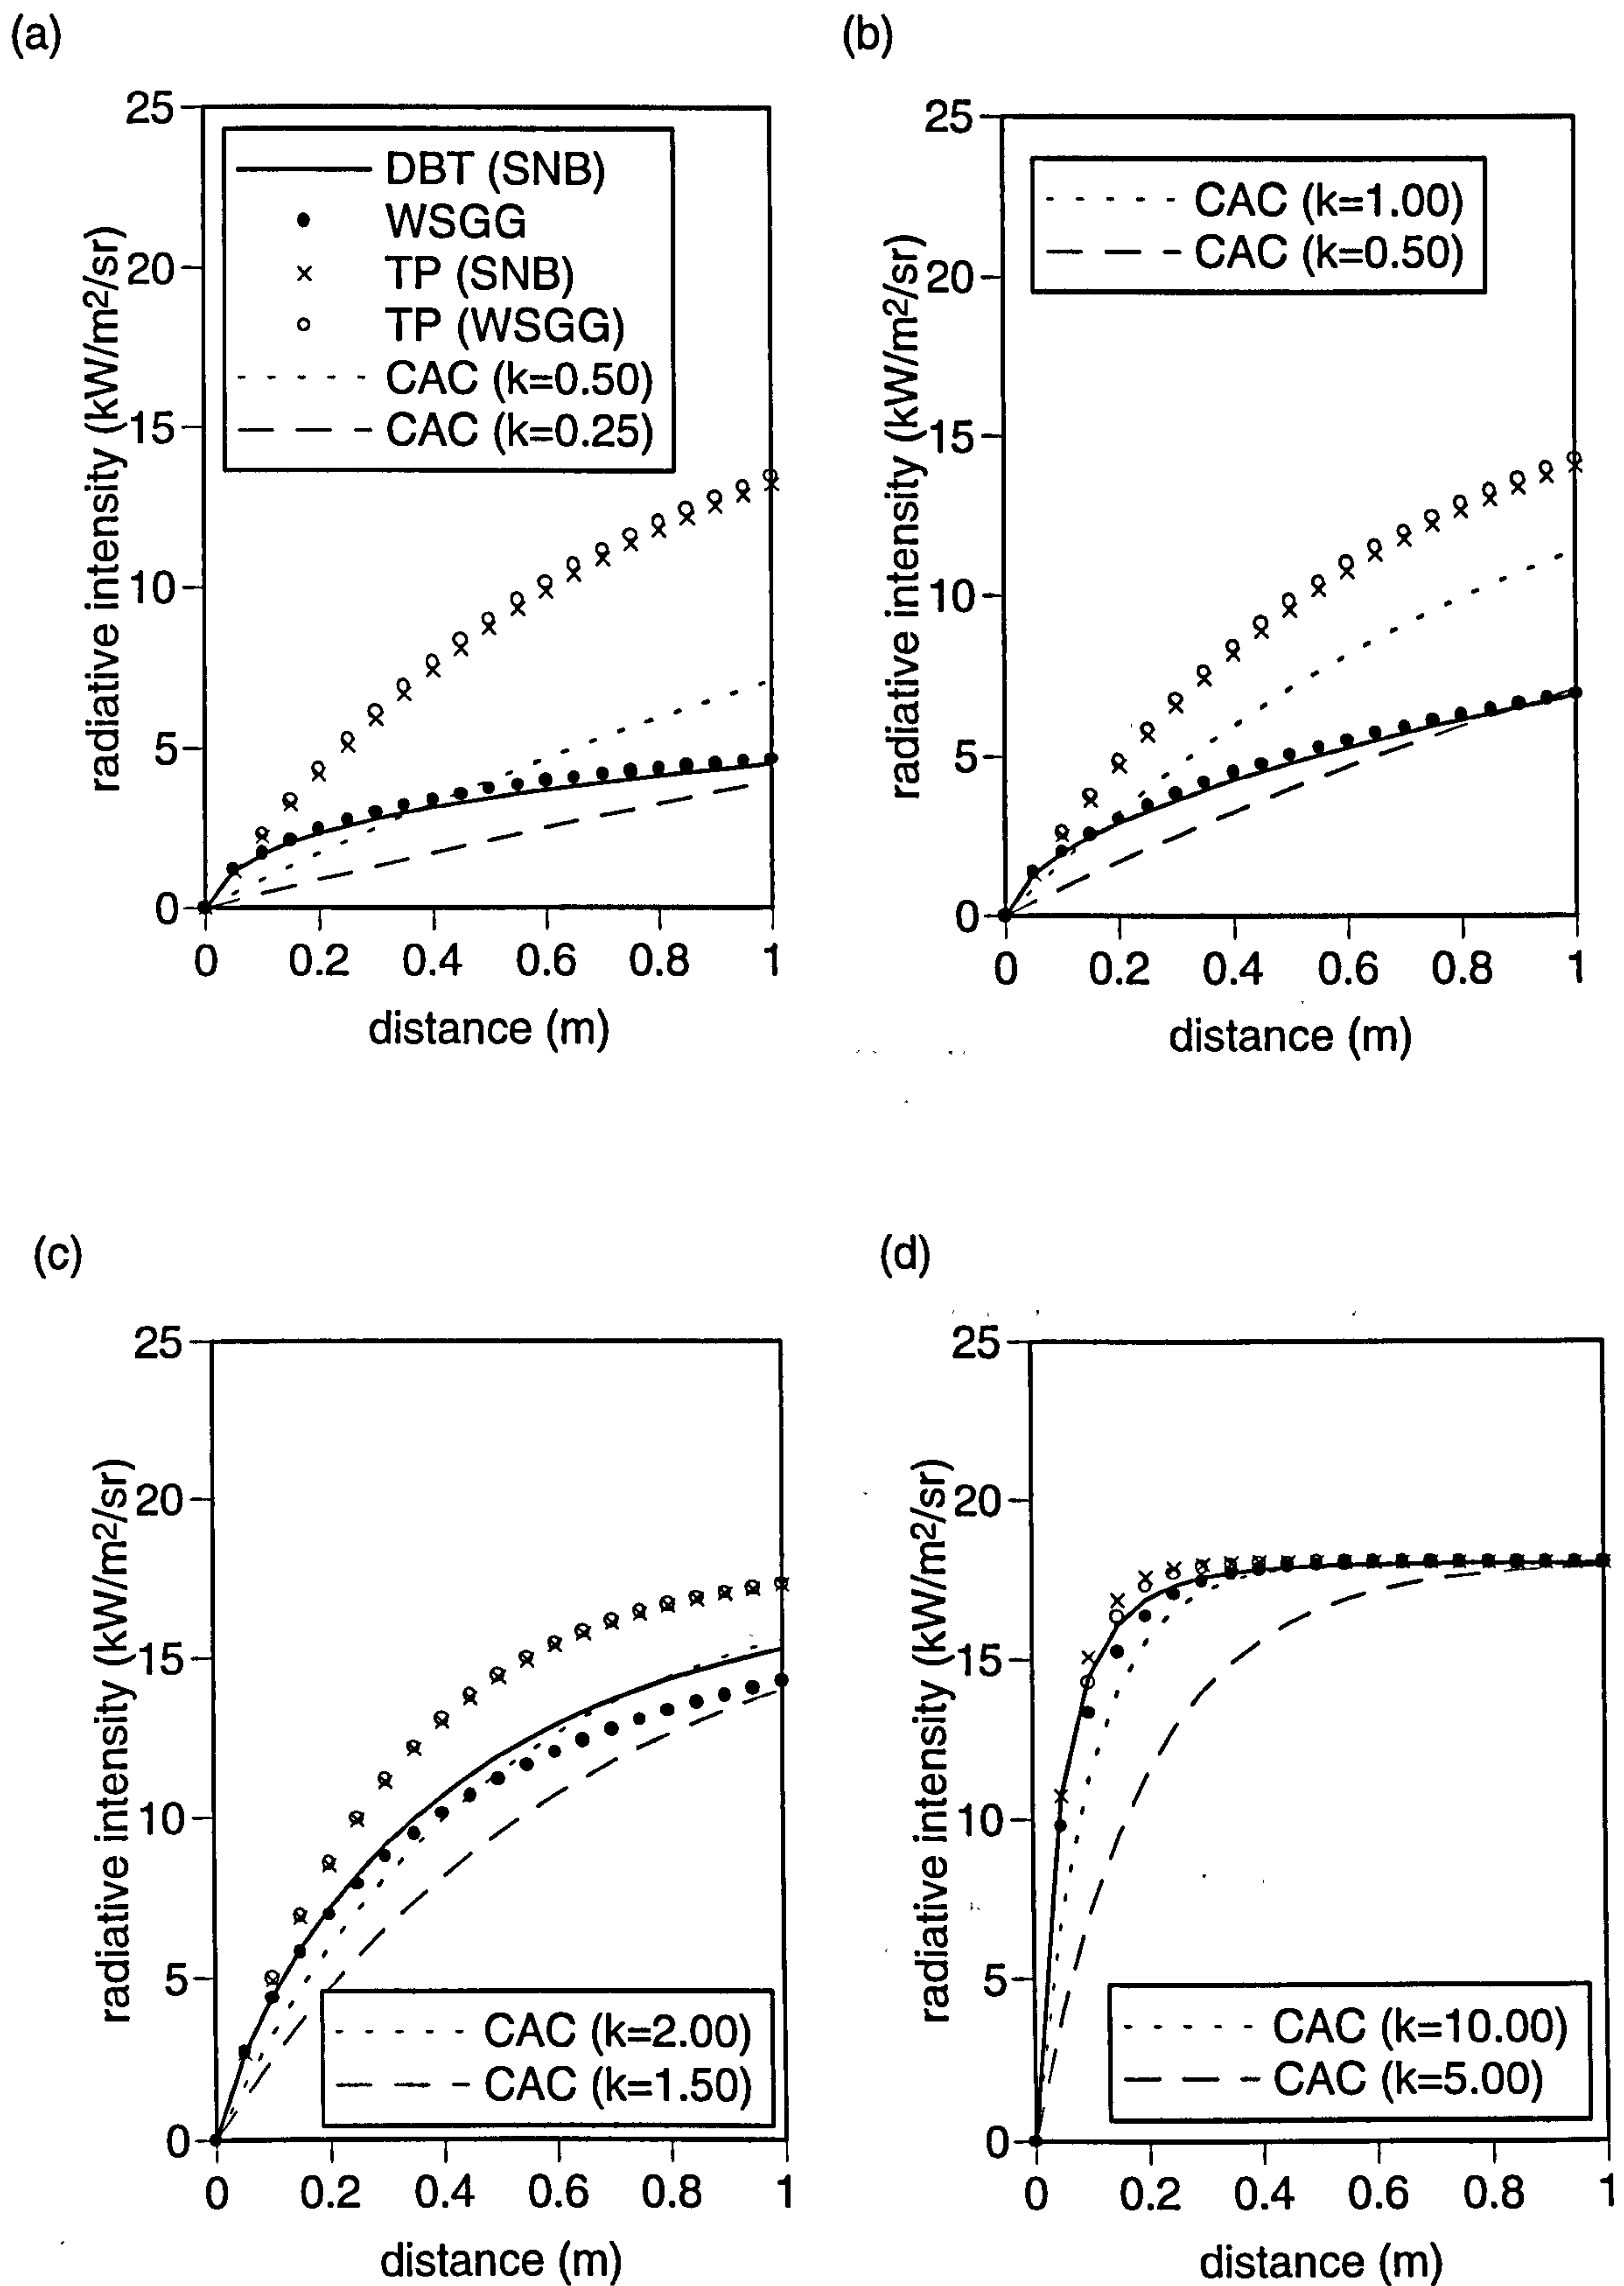 (a)
25
20
15
10
5
0
radiative intensity (kW/m²/sr)
DBT (SNB)
WSGG
TP (SNB)
TP (WSGG)
CAC (k=0.50)
CAC (k=0.25)
0 0.2 0.4 0.6 0.8 1
distance (m)
(b)
25
20
15
10
5
0
radiative intensity (kW/m²/sr)
CAC (k=1.00)
CAC (k=0.50)
0 0.2 0.4 0.6 0.8 1
distance (m)
(c)
25
20
15
10
5
0
radiative intensity (kW/m²/sr)
CAC (k=2.00)
CAC (k=1.50)
0 0.2 0.4 0.6 0.8 1
distance (m)
(d)
25
20
15
10
5
0
radiative intensity (kW/m²/sr)
CAC (k=10.00)
CAC (k=5.00)
0 0.2 0.4 0.6 0.8 1
distance (m)